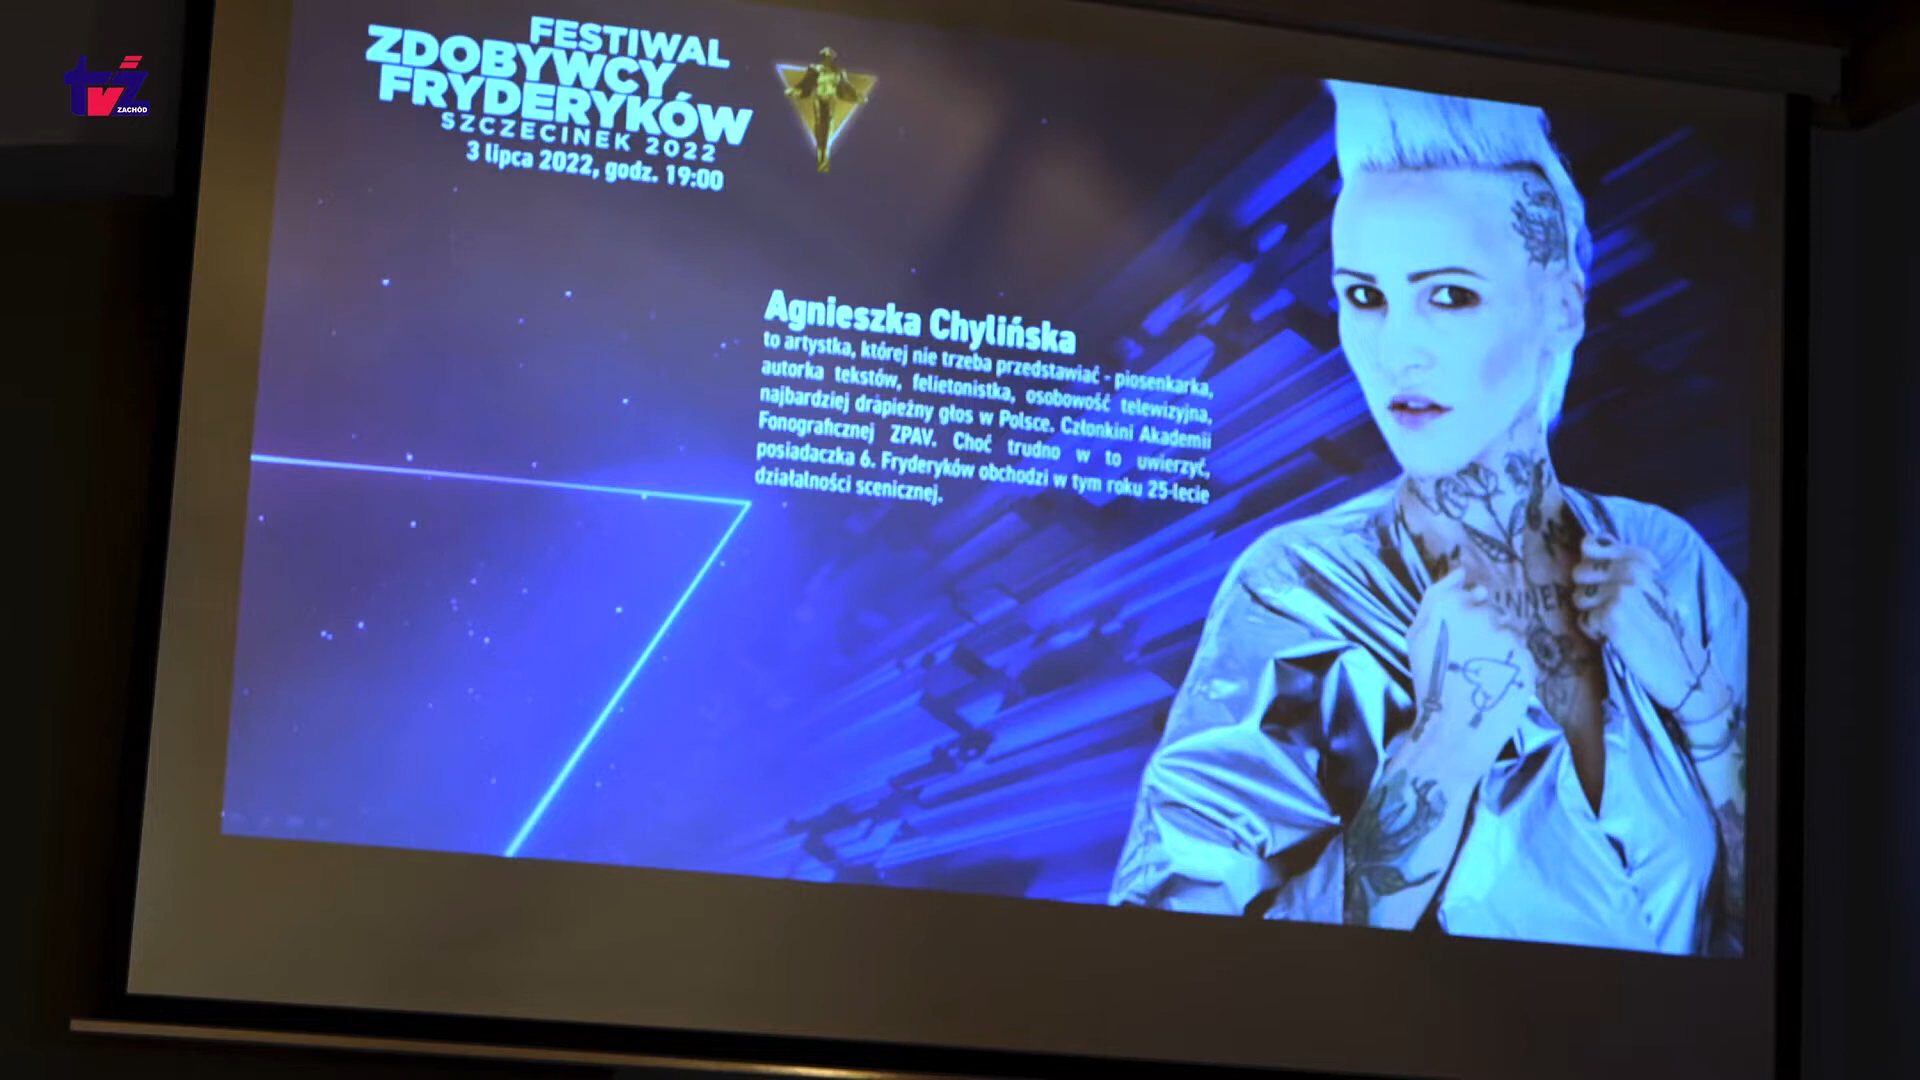 tvż
ZACHÓD
FESTIWAL
ZDOBYWCY
FRYDERYKÓW
SZCZECINEK 2022
3 lipca 2022, godz. 19:00
Agnieszka Chylińska
to artystka, której nie trzeba przedstawiać - piosenkarka,
autorka tekstów, felietonistka, osobowość telewizyjna,
najbardziej drapieżny głos w Polsce. Członkini Akademii
Fonograficznej ZPAV. Choć trudno w to uwierzyć,
posiadaczka 6. Fryderyków obchodzi w tym roku 25-lecie
działalności scenicznej.
INNER